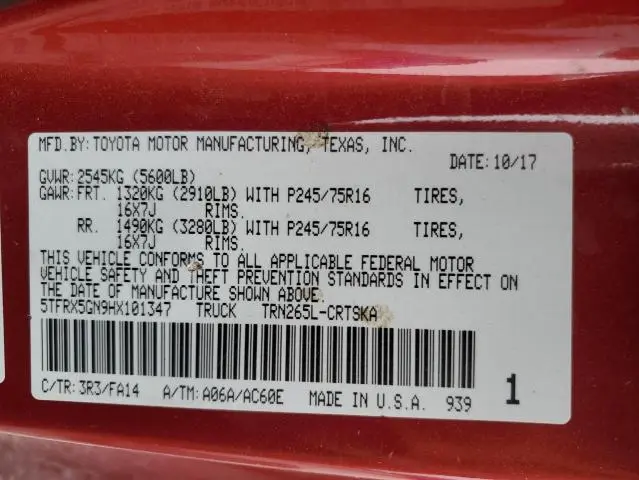 MFD.BY:TOYOTA MOTOR MANUFACTURING, TEXAS, INC.
DATE:10/17
GVWR:2545KG (5600LB)
GAWR:FRT. 1320KG (2910LB) WITH P245/75R16 TIRES,
16X7J RIMS.
RR. 1490KG (3280LB) WITH P245/75R16 TIRES,
16X7J RIMS.
THIS VEHICLE CONFORMS TO ALL APPLICABLE FEDERAL MOTOR
VEHICLE SAFETY AND THEFT PREVENTION STANDARDS IN EFFECT ON
THE DATE OF MANUFACTURE SHOWN ABOVE.
5TFRX5GN9HX101347 TRUCK TRN265L-CRTSKA
C/TR:3R3/FA14 A/TM:A06A/AC60E MADE IN U.S.A. 939 1